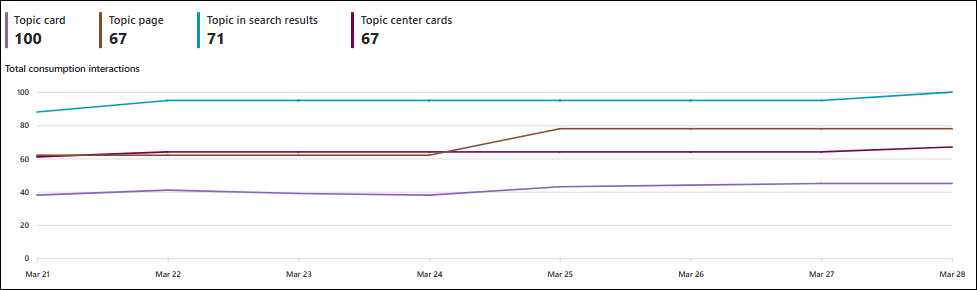 Topic card Topic page Topic in search results Topic center cards
100 67 71 67
Total consumption interactions
100
80
60
40
20
0
Mar 21 Mar 22 Mar 23 Mar 24 Mar 25 Mar 26 Mar 27 Mar 28